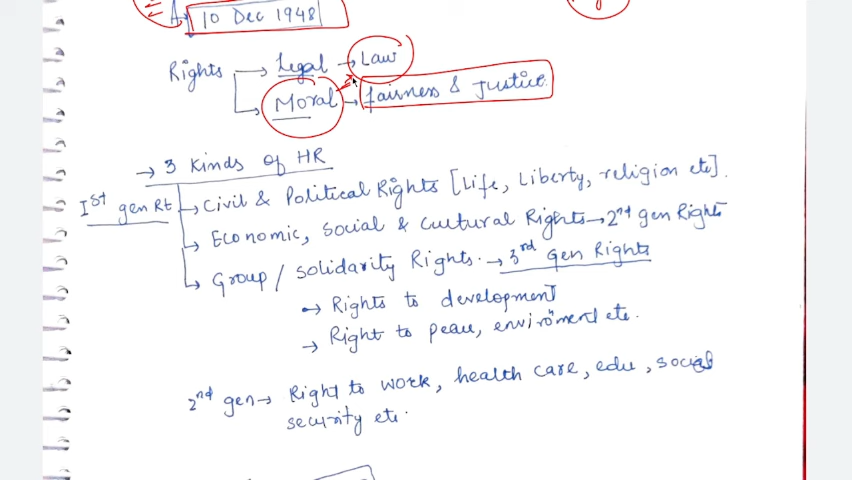 A, 10 Dec 1948
Rights → Legal → Law
→ Moral → fairness & Justice.
→ 3 Kinds of HR
Ist gen Rt → Civil & Political Rights [Life, Liberty, religion etc].
→ Economic, Social & Cultural Rights → 2nd gen Rights
→ Group / Solidarity Rights. → 3rd Gen Rights
→ Rights to development
→ Right to peace, enviroment etc.
2nd gen → Right to work, health care, edu, social
security etc.